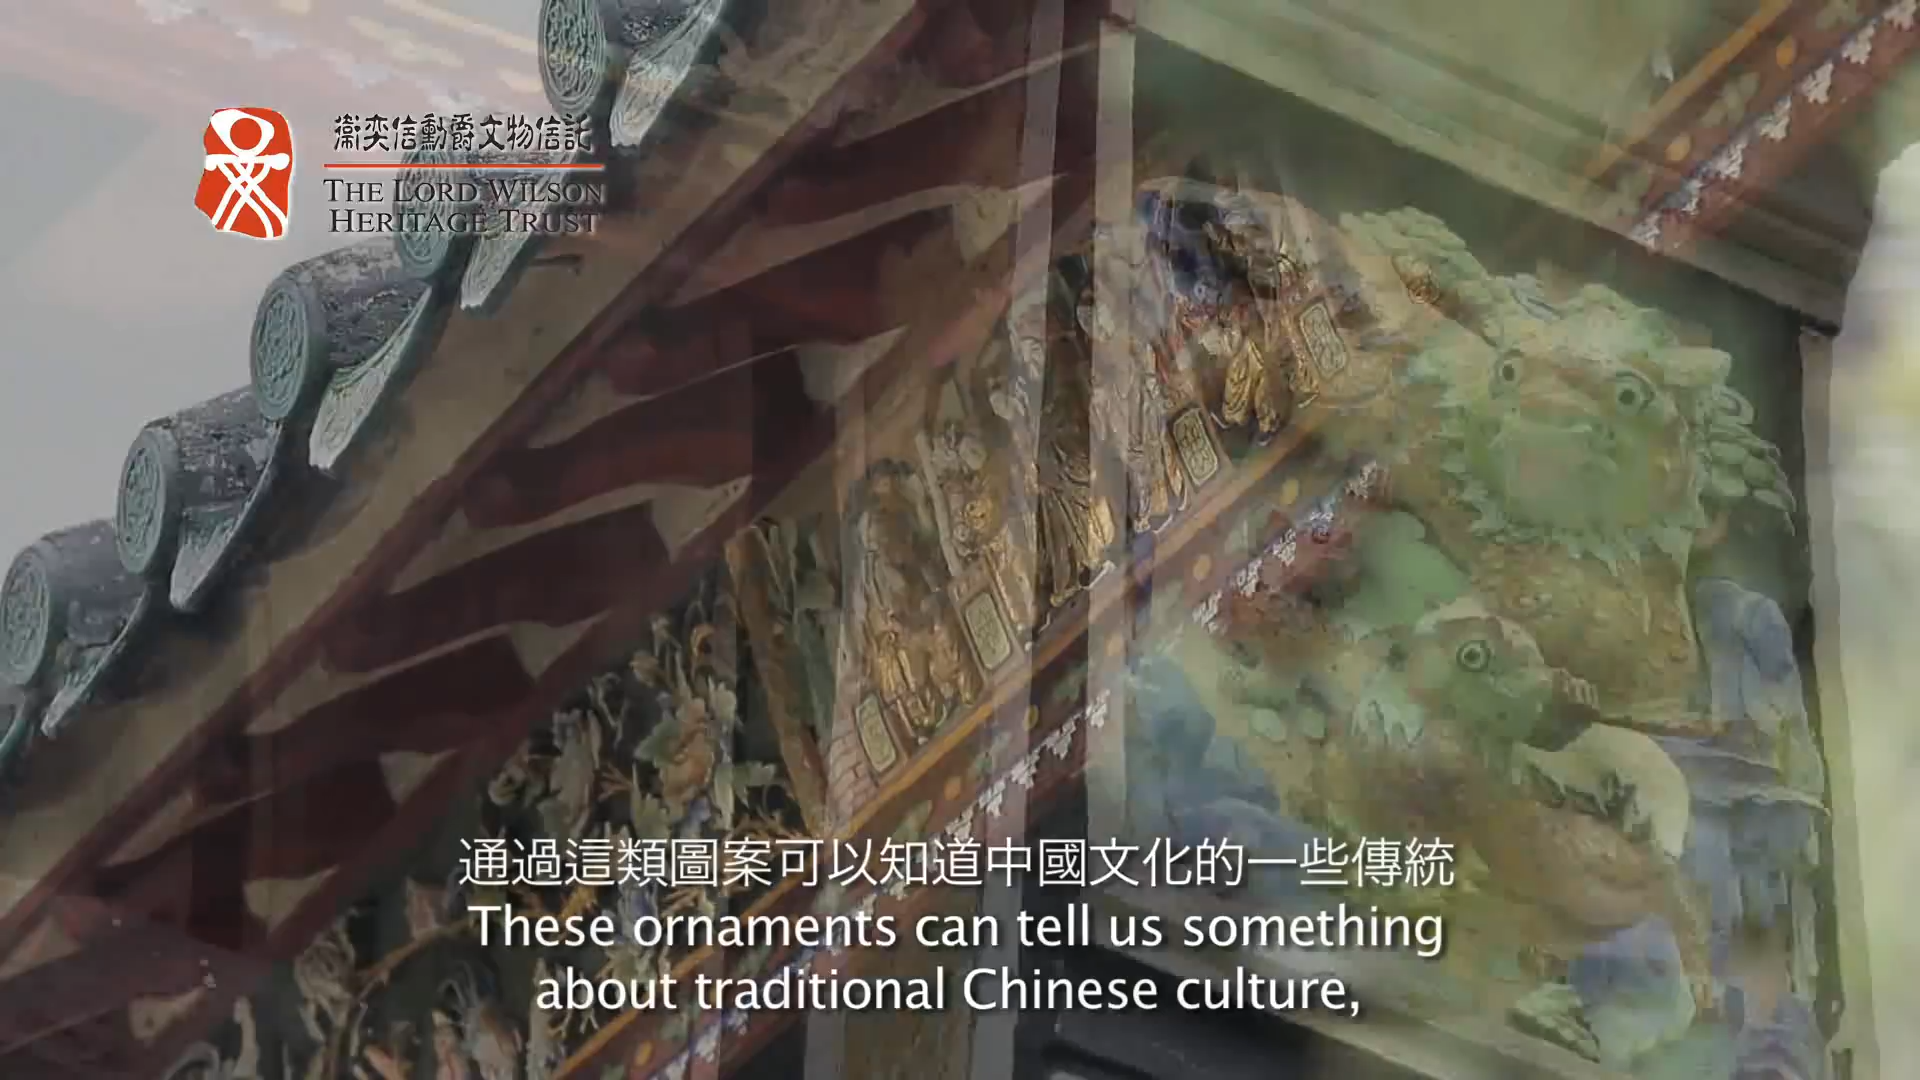 衞奕信勳爵文物信託
THE LORD WILSON
HERITAGE TRUST
通過這類圖案可以知道中國文化的一些傳統
These ornaments can tell us something
about traditional Chinese culture,